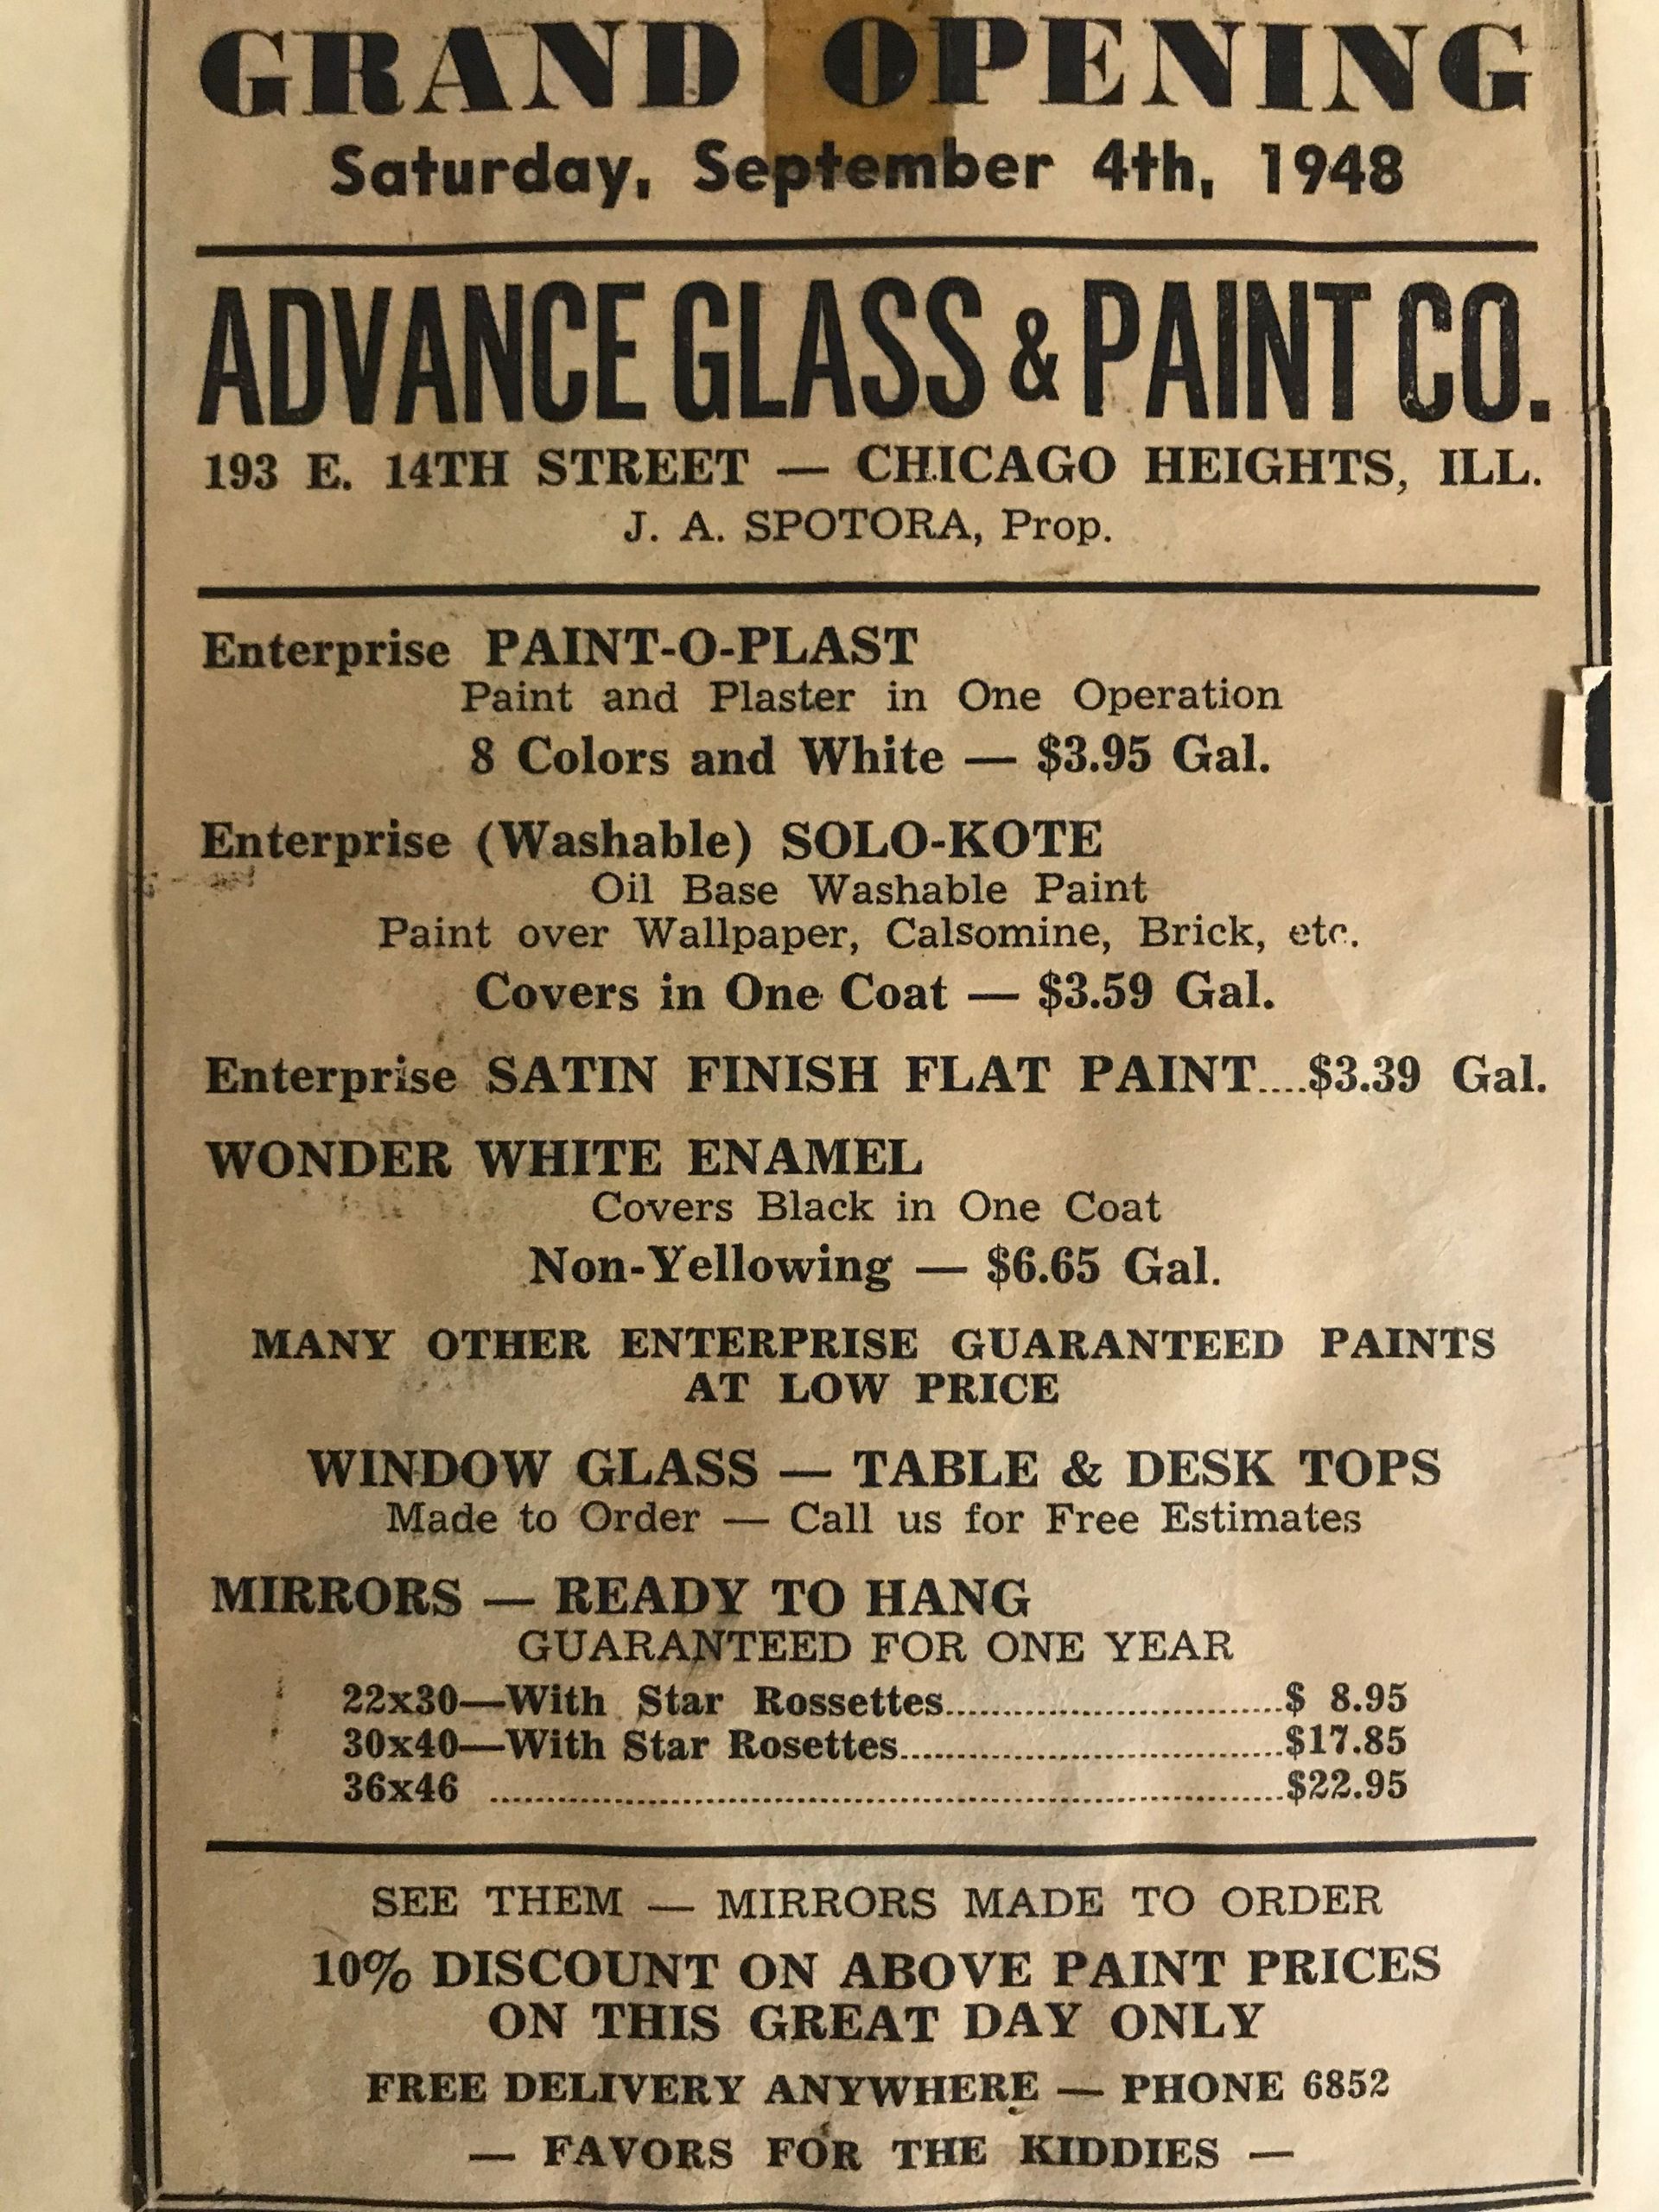 GRAND OPENING
Saturday, September 4th, 1948
ADVANCE GLASS & PAINT CO.
193 E. 14TH STREET — CHICAGO HEIGHTS, ILL.
J. A. SPOTORA, Prop.
Enterprise PAINT-O-PLAST
Paint and Plaster in One Operation
8 Colors and White — $3.95 Gal.
Enterprise (Washable) SOLO-KOTE
Oil Base Washable Paint
Paint over Wallpaper, Calsomine, Brick, etc.
Covers in One Coat — $3.59 Gal.
Enterprise SATIN FINISH FLAT PAINT....$3.39 Gal.
WONDER WHITE ENAMEL
Covers Black in One Coat
Non-Yellowing — $6.65 Gal.
MANY OTHER ENTERPRISE GUARANTEED PAINTS
AT LOW PRICE
WINDOW GLASS — TABLE & DESK TOPS
Made to Order — Call us for Free Estimates
MIRRORS — READY TO HANG
GUARANTEED FOR ONE YEAR
22x30—With Star Rossettes..............................$ 8.95
30x40—With Star Rosettes..................................$17.85
36x46 ......................................................................$22.95
SEE THEM — MIRRORS MADE TO ORDER
10% DISCOUNT ON ABOVE PAINT PRICES
ON THIS GREAT DAY ONLY
FREE DELIVERY ANYWHERE — PHONE 6852
— FAVORS FOR THE KIDDIES —